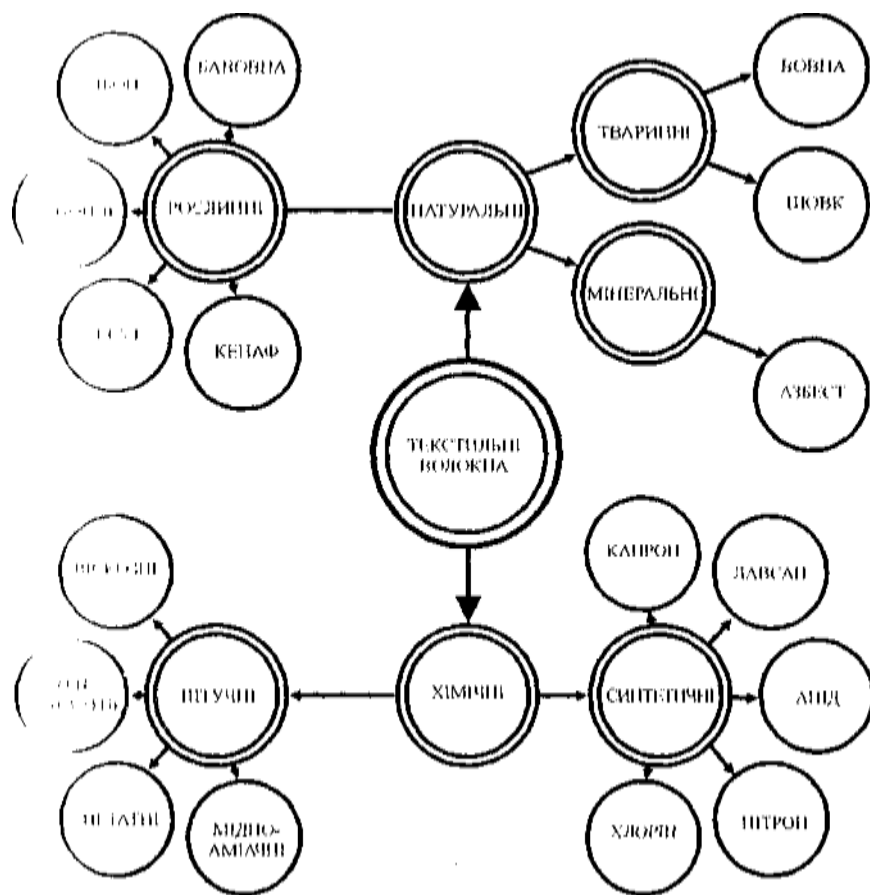 БАВОВНА
ВОВНА
ТВАРИННІ
РОСЛИННІ
НАТУРАЛЬНІ
ШОВК
МІНЕРАЛЬНІ
КЕНАФ
АЗБЕСТ
ТЕКСТИЛЬНІ
ВОЛОКНА
КАПРОН
ЛАВСАН
ШТУЧНІ
ХІМІЧНІ
СИНТЕТИЧНІ
АНІД
МІДНО-
АМІАЧНІ
ХЛОРИН
НІТРОН